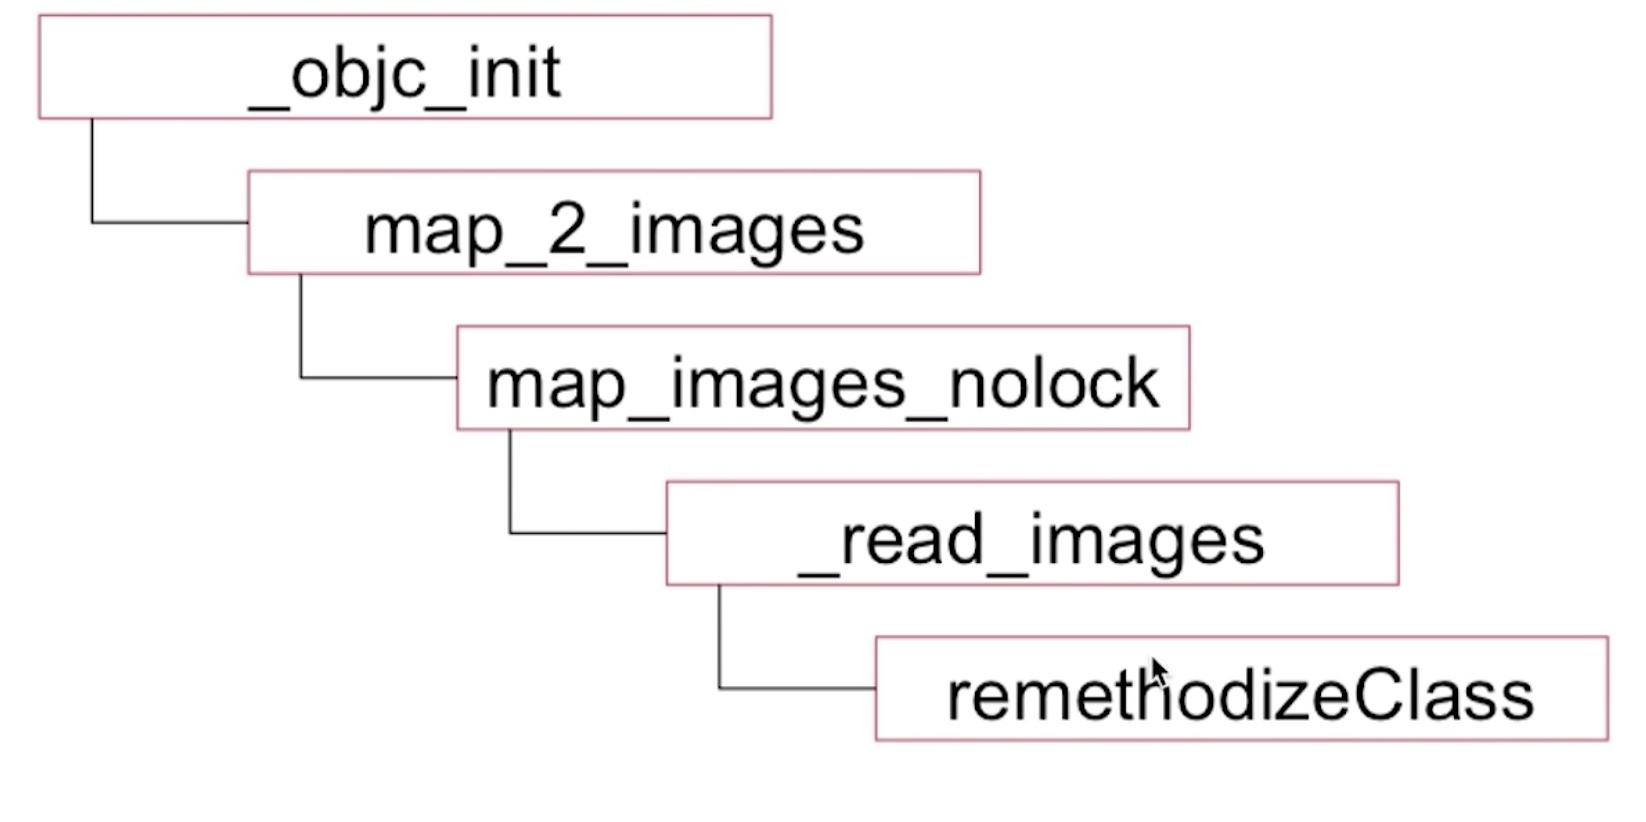 _objc_init
map_2_images
map_images_nolock
_read_images
remethodizeClass